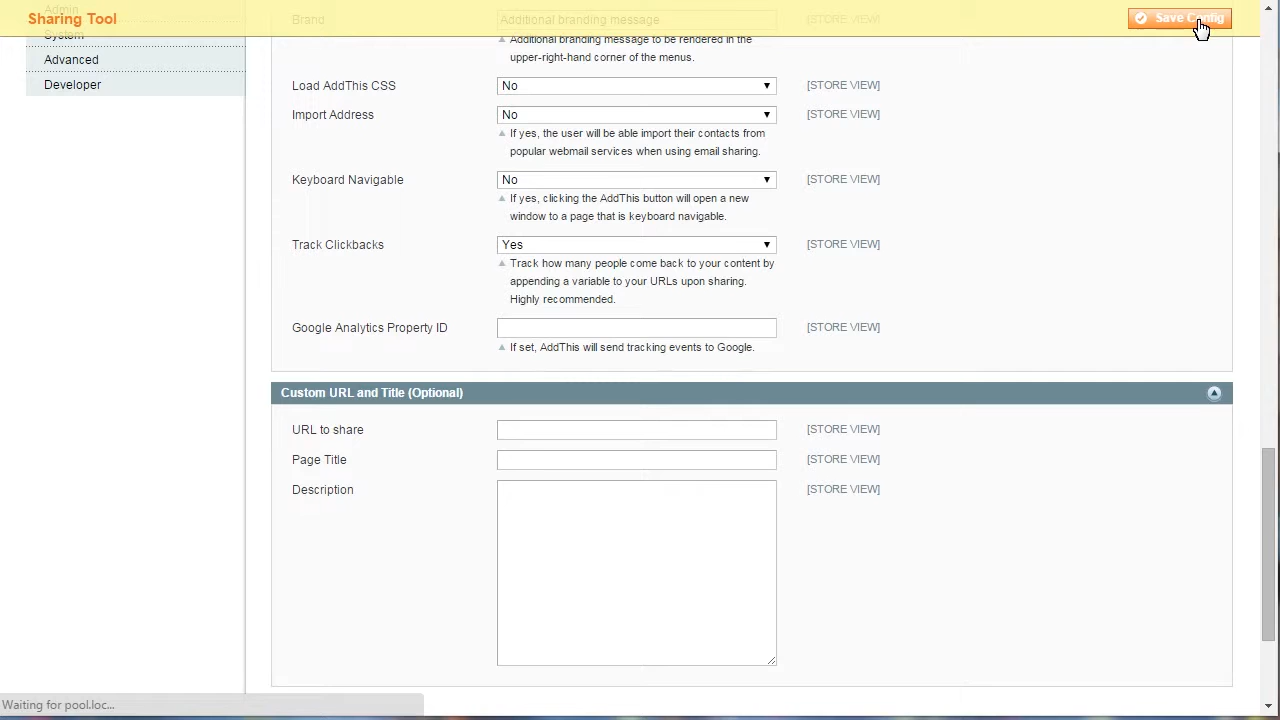 Admin
Sharing Tool
Save Config
System
Advanced
Developer
Brand
Additional branding message
[STORE VIEW]
Additional branding message to be rendered in the
upper-right-hand corner of the menus.
Load AddThis CSS
No
[STORE VIEW]
Import Address
No
[STORE VIEW]
If yes, the user will be able import their contacts from
popular webmail services when using email sharing.
Keyboard Navigable
No
[STORE VIEW]
If yes, clicking the AddThis button will open a new
window to a page that is keyboard navigable.
Track Clickbacks
Yes
[STORE VIEW]
Track how many people come back to your content by
appending a variable to your URLs upon sharing.
Highly recommended.
Google Analytics Property ID
[STORE VIEW]
If set, AddThis will send tracking events to Google.
Custom URL and Title (Optional)
URL to share
[STORE VIEW]
Page Title
[STORE VIEW]
Description
[STORE VIEW]
Waiting for pool.loc...